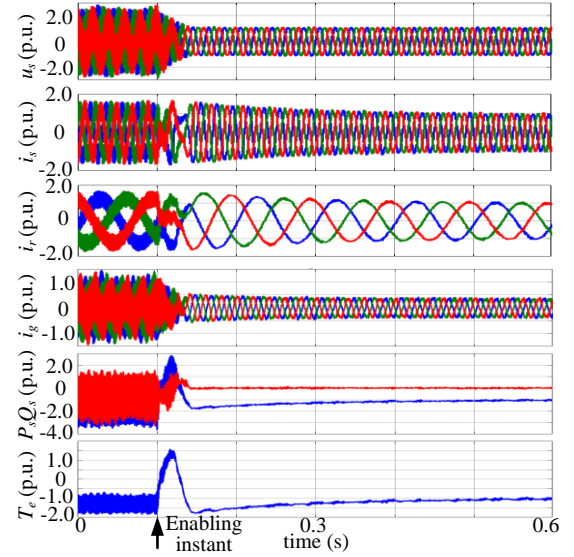 2.0
0
-2.0
u_s (p.u.)
2.0
0
-2.0
i_s (p.u.)
2.0
0
-2.0
i_r (p.u.)
1.0
0
-1.0
i_g (p.u.)
2.0
0
-2.0
-4.0
P_sQ_s (p.u.)
1.0
0
-1.0
-2.0
T_e (p.u.)
0
0.3
0.6
Enabling
instant
time (s)